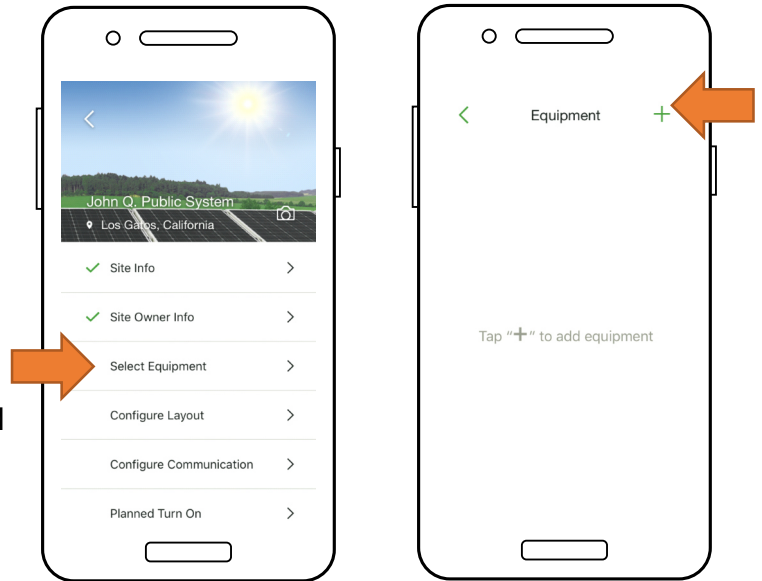 John Q. Public System
Los Gatos, California
Site Info
Site Owner Info
Select Equipment
Configure Layout
Configure Communication
Planned Turn On
Equipment
Tap "+" to add equipment